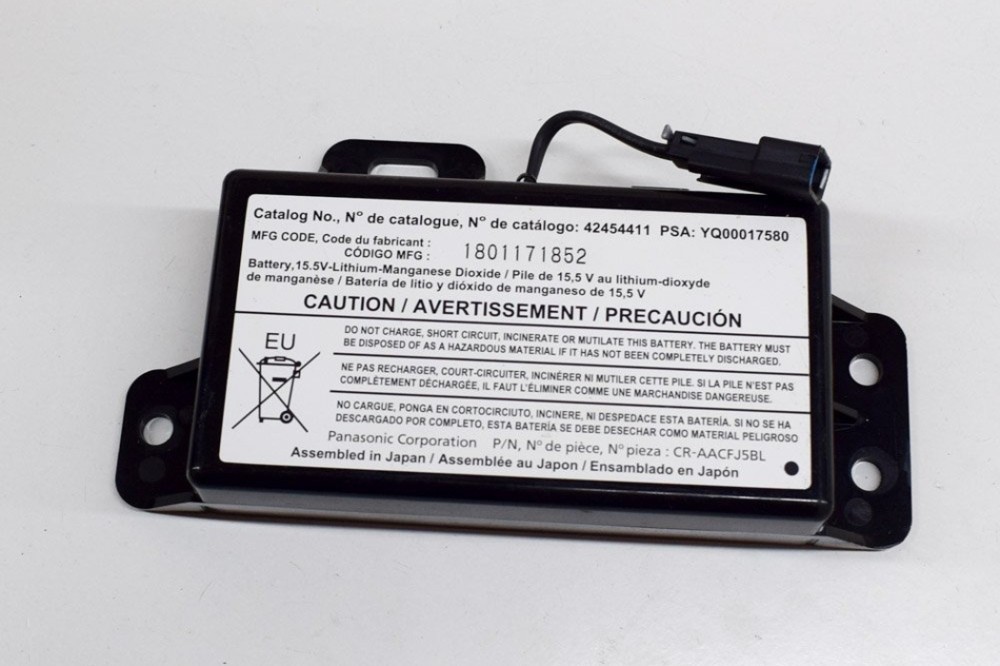 Catalog No., Nº de catalogue, Nº de catálogo: 42454411 PSA: YQ00017580
MFG CODE, Code du fabricant :
CÓDIGO MFG : 1801171852
Battery,15.5V-Lithium-Manganese Dioxide / Pile de 15,5 V au lithium-dioxyde
de manganèse / Batería de litio y dióxido de manganeso de 15,5 V
CAUTION / AVERTISSEMENT / PRECAUCIÓN
EU
DO NOT CHARGE, SHORT CIRCUIT, INCINERATE OR MUTILATE THIS BATTERY. THE BATTERY MUST
BE DISPOSED OF AS A HAZARDOUS MATERIAL IF IT HAS NOT BEEN COMPLETELY DISCHARGED.
NE PAS RECHARGER, COURT-CIRCUITER, INCINÉRER NI MUTILER CETTE PILE. SI LA PILE N'EST PAS
COMPLÈTEMENT DÉCHARGÉE, IL FAUT L'ÉLIMINER COMME UNE MARCHANDISE DANGEREUSE.
NO CARGUE, PONGA EN CORTOCIRCIUTO, INCINERE, NI DESPEDACE ESTA BATERÍA. SI NO SE HA
DESCARGADO POR COMPLETO, ESTA BATERÍA SE DEBE DESECHAR COMO MATERIAL PELIGROSO
Panasonic Corporation P/N, Nº de pièce, Nº pieza : CR-AACFJ5BL
Assembled in Japan / Assemblée au Japon / Ensamblado en Japón